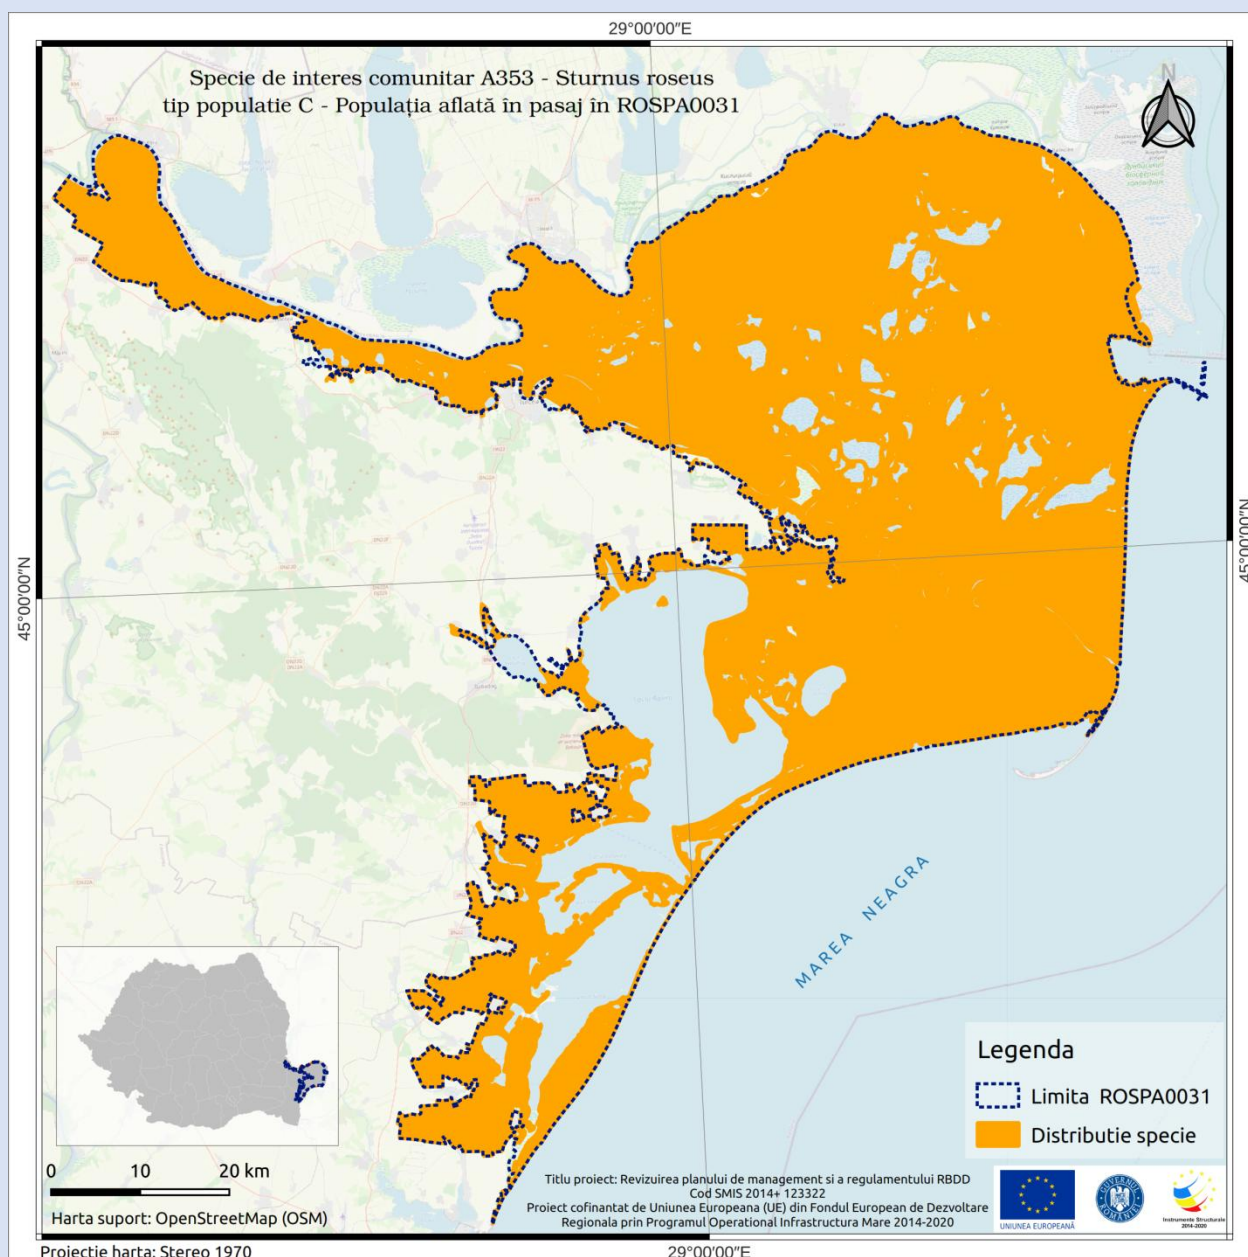 29°00′00″E
Specie de interes comunitar A353 - Sturnus roseus
tip populatie C - Populația aflată în pasaj în ROSPA0031
N
45°00′00″N
45°00′00″N
MAREA NEAGRA
Legenda
Limita ROSPA0031
Distributie specie
0 10 20 km
Harta suport: OpenStreetMap (OSM)
Titlu proiect: Revizuirea planului de management si a regulamentului RBDD
Cod SMIS 2014+ 123322
Proiect cofinantat de Uniunea Europeana (UE) din Fondul European de Dezvoltare
Regionala prin Programul Operational Infrastructura Mare 2014-2020
UNIUNEA EUROPEANĂ
GUVERNUL ROMÂNIEI
Instrumente Structurale
2014-2020
Proiectie harta: Stereo 1970
29°00′00″E